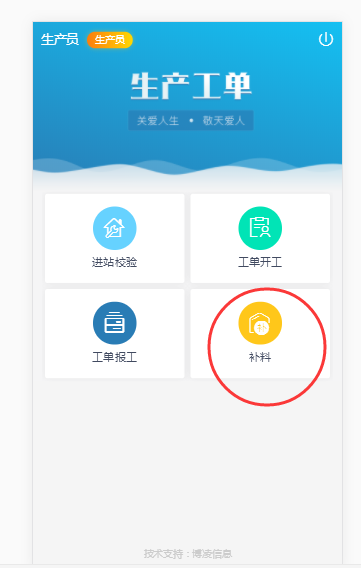 生产员 生产员
生产工单
关爱人生 • 敬天爱人
进站校验 工单开工
补
工单报工 补料
技术支持：博浚信息